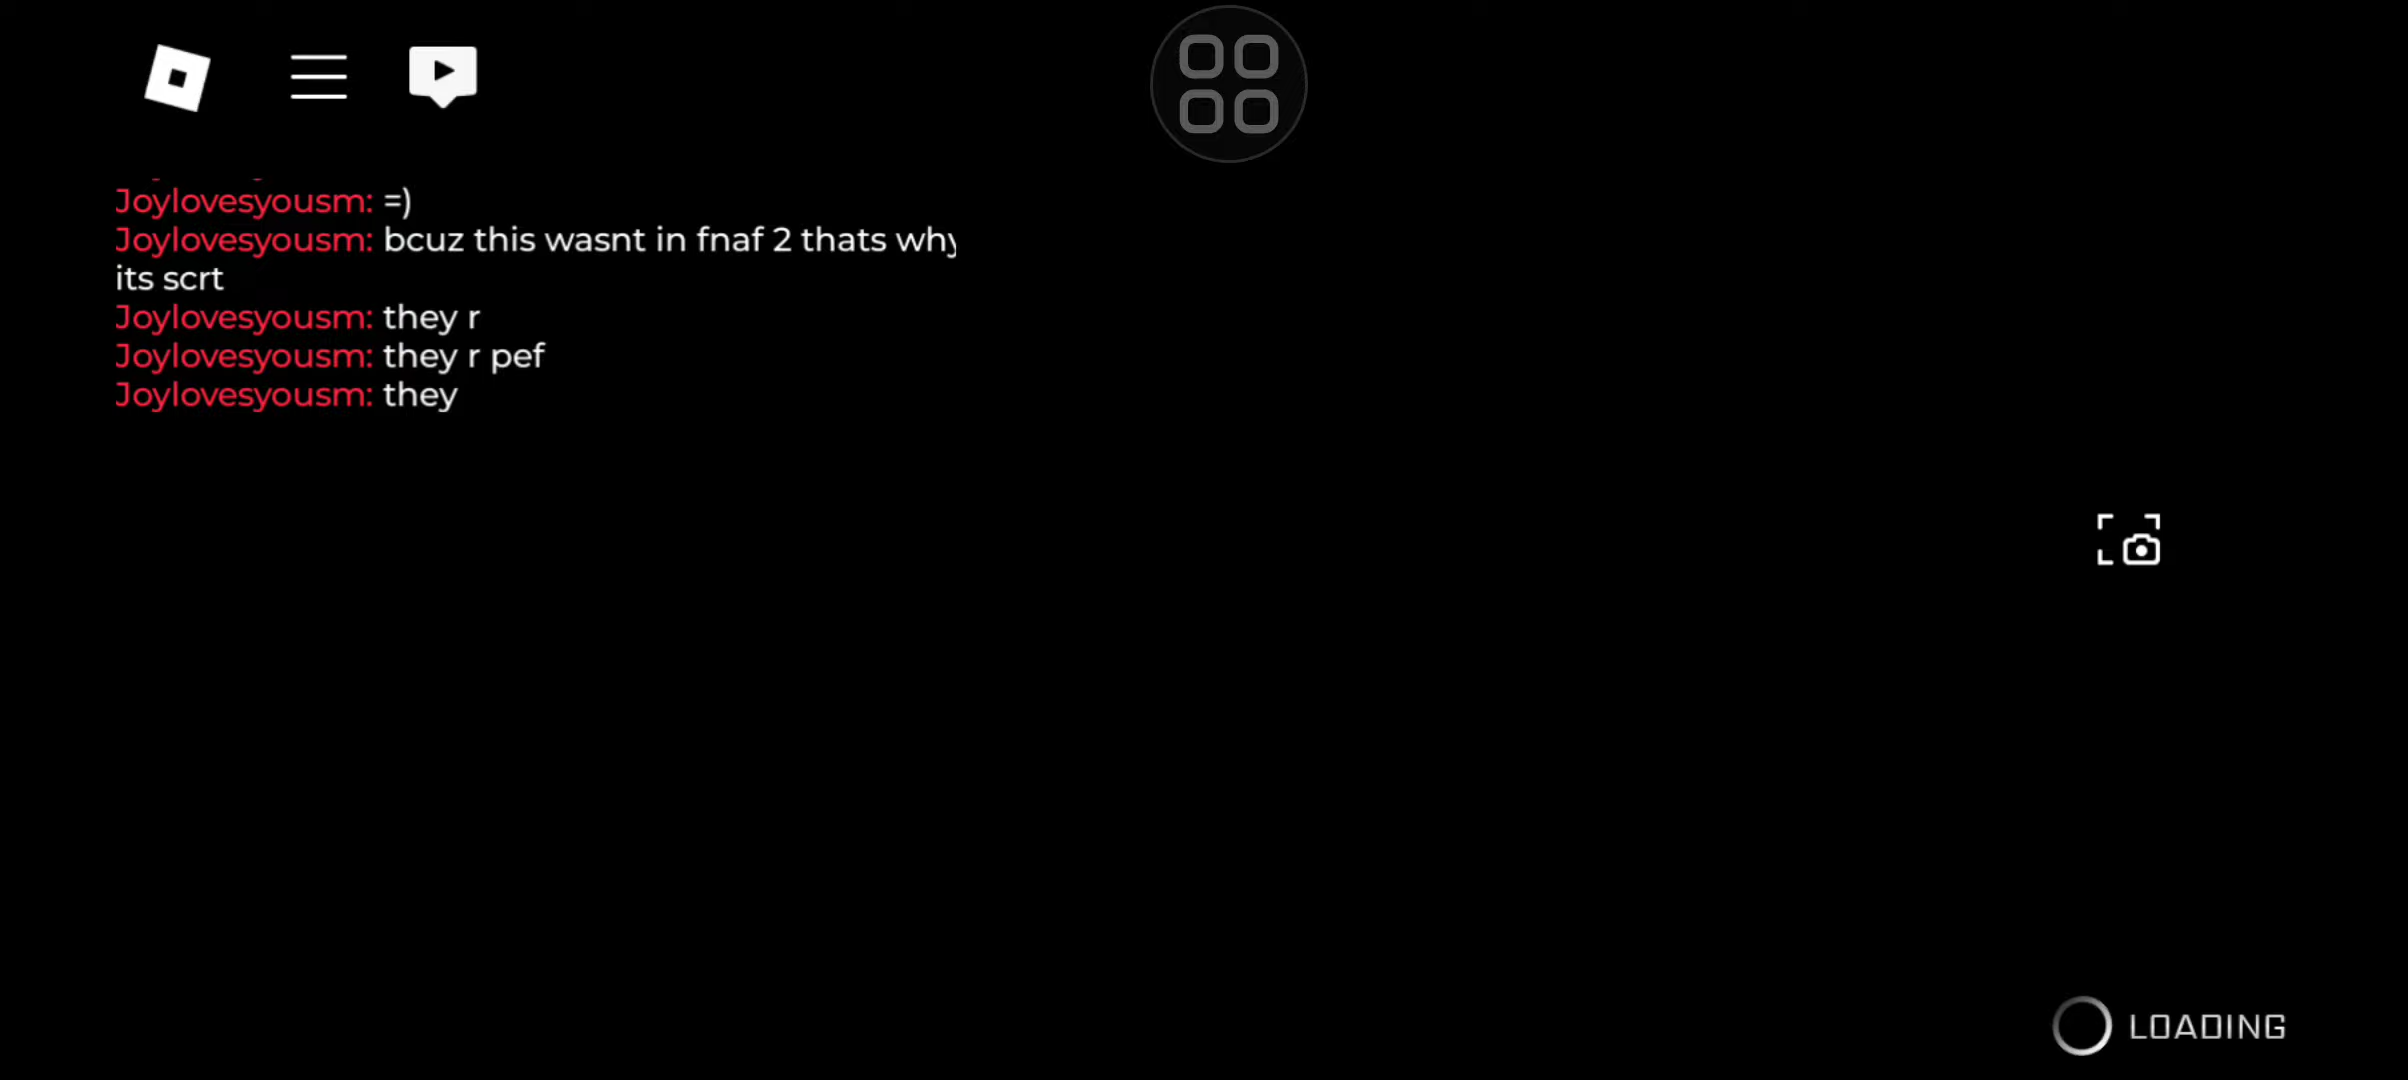 Joylovesyousm: =)
Joylovesyousm: bcuz this wasnt in fnaf 2 thats why
its scrt
Joylovesyousm: they r
Joylovesyousm: they r pef
Joylovesyousm: they
LOADING